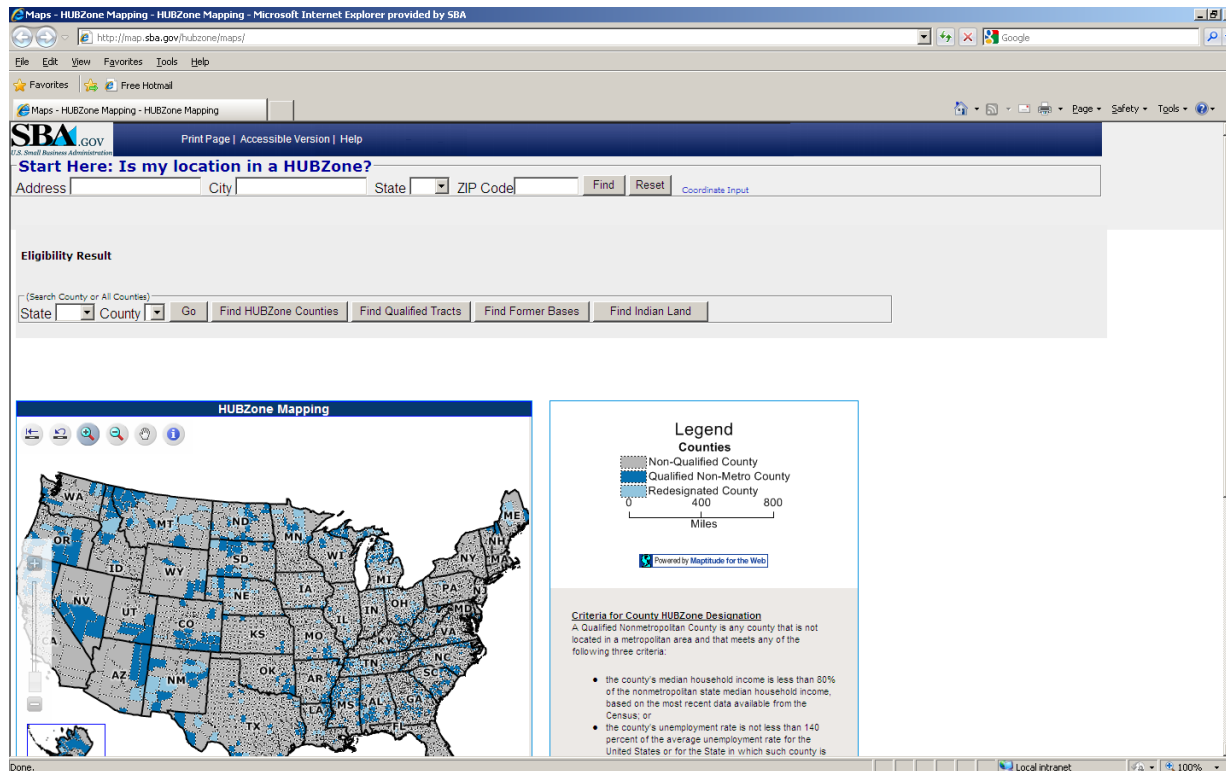 Maps - HUBZone Mapping - HUBZone Mapping - Microsoft Internet Explorer provided by SBA
http://map.sba.gov/hubzone/maps/
Google
File Edit View Favorites Tools Help
Favorites Free Hotmail
Maps - HUBZone Mapping - HUBZone Mapping
Page Safety Tools
SBA.GOV
U.S. Small Business Administration
Print Page | Accessible Version | Help
Start Here: Is my location in a HUBZone?
Address City State ZIP Code Find Reset Coordinate Input
Eligibility Result
(Search County or All Counties)
State County Go Find HUBZone Counties Find Qualified Tracts Find Former Bases Find Indian Land
HUBZone Mapping
WA
MT
ND
MN
ME
OR
ID
WY
SD
WI
MI
NY
NH
MA
NV
UT
CO
NE
IA
IL
IN
OH
PA
NJ
MD
CA
KS
MO
KY
VA
AZ
NM
OK
AR
TN
NC
SC
TX
LA
MS
AL
GA
FL
Legend
Counties
Non-Qualified County
Qualified Non-Metro County
Redesignated County
0 400 800
Miles
Powered by Maptitude for the Web
Criteria for County HUBZone Designation
A Qualified Nonmetropolitan County is any county that is not
located in a metropolitan area and that meets any of the
following three criteria:
• the county's median household income is less than 80%
of the nonmetropolitan state median household income,
based on the most recent data available from the
Census; or
• the county's unemployment rate is not less than 140
percent of the average unemployment rate for the
United States or for the State in which such county is
Done.
Local intranet
100%